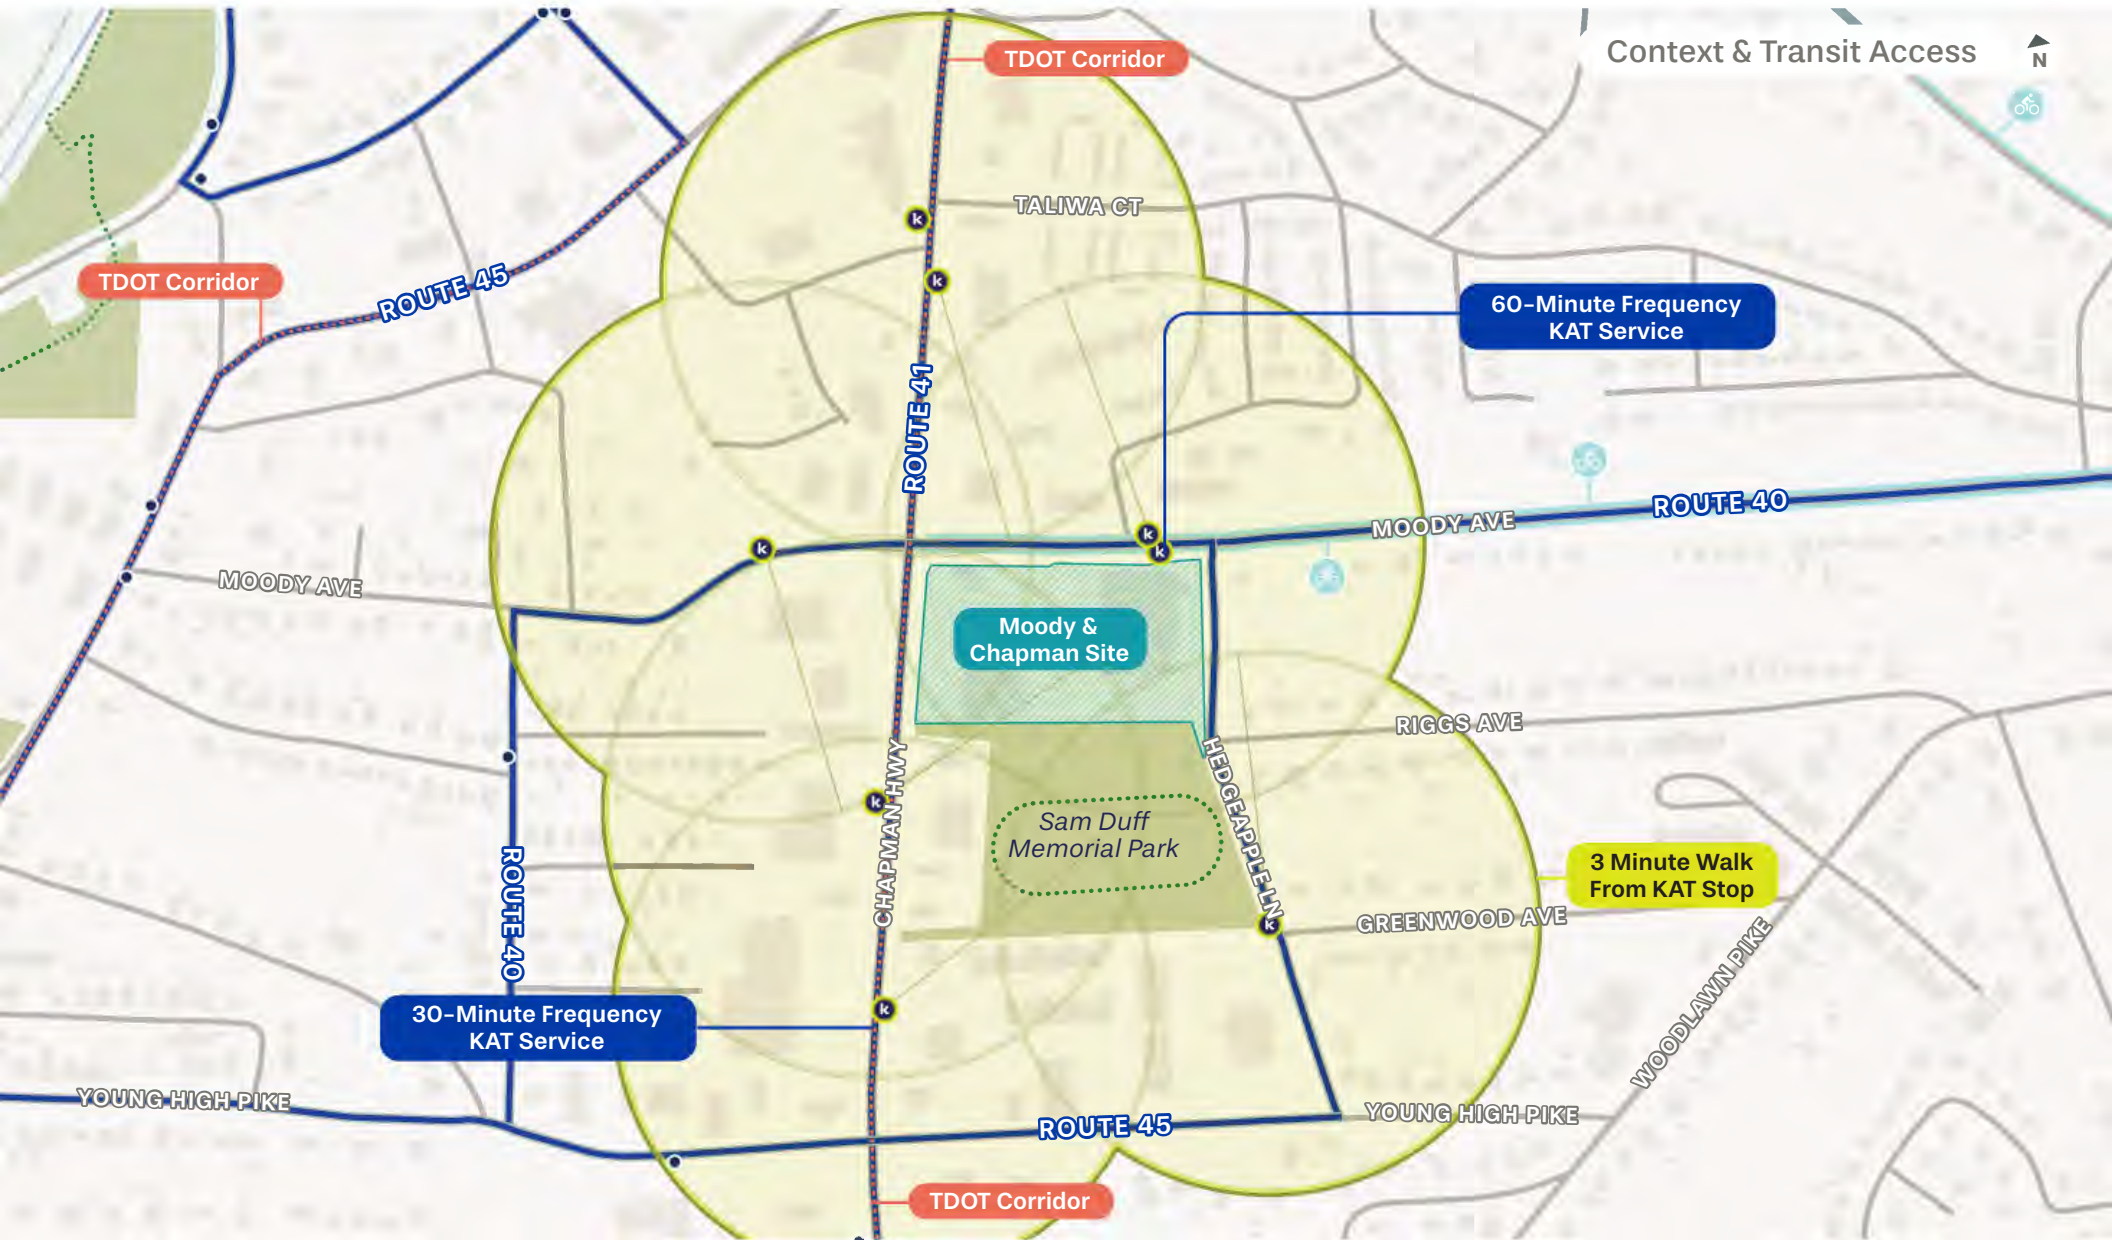 TDOT Corridor
Context & Transit Access
N
TALIWA CT
k
TDOT Corridor
ROUTE 45
k
60-Minute Frequency
KAT Service
ROUTE 41
ROUTE 40
MOODY AVE
k
k
k
MOODY AVE
Moody &
Chapman Site
RIGGS AVE
HEDGEAPPLE LN
CHAPMAN HWY
k
Sam Duff
Memorial Park
3 Minute Walk
From KAT Stop
ROUTE 40
GREENWOOD AVE
k
WOODLAWN PIKE
30-Minute Frequency
KAT Service
k
YOUNG HIGH PIKE
ROUTE 45
YOUNG HIGH PIKE
TDOT Corridor